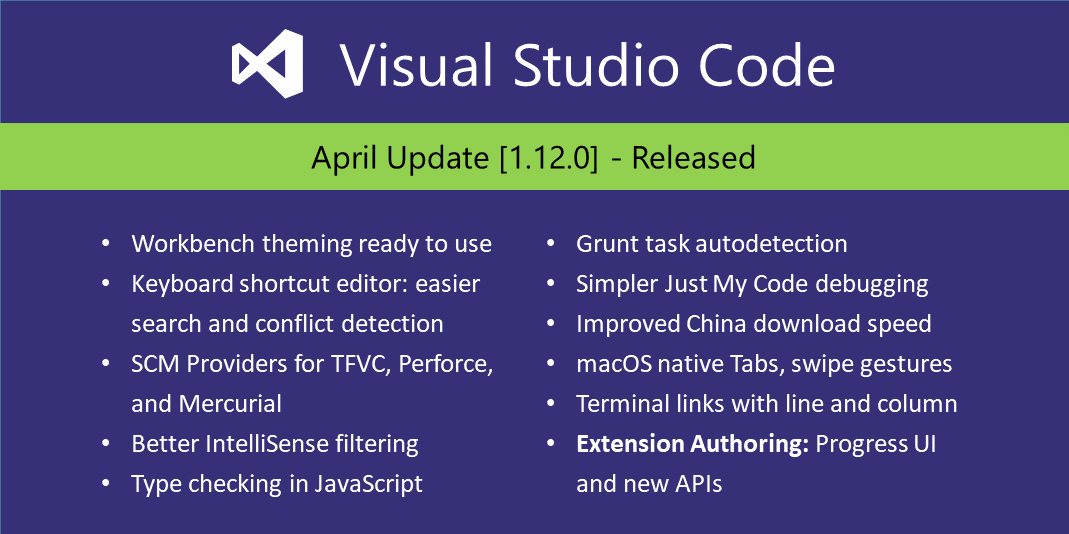 Visual Studio Code
April Update [1.12.0] - Released
• Workbench theming ready to use
• Keyboard shortcut editor: easier
search and conflict detection
• SCM Providers for TFVC, Perforce,
and Mercurial
• Better IntelliSense filtering
• Type checking in JavaScript
• Grunt task autodetection
• Simpler Just My Code debugging
• Improved China download speed
• macOS native Tabs, swipe gestures
• Terminal links with line and column
• Extension Authoring: Progress UI
and new APIs